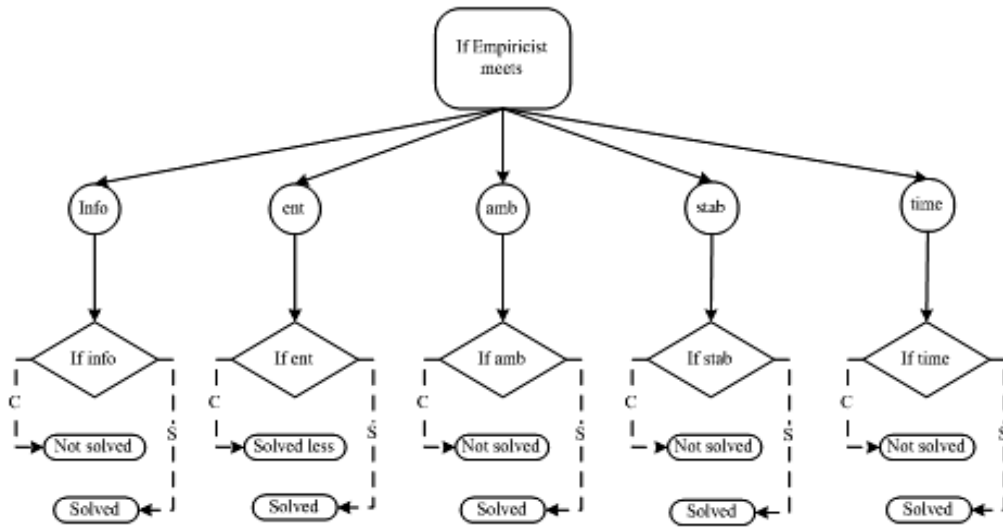 If Empiricist
meets
Info
ent
amb
stab
time
If info
If ent
If amb
If stab
If time
C
C
C
C
C
S
S
S
S
S
Not solved
Solved less
Not solved
Not solved
Not solved
Solved
Solved
Solved
Solved
Solved